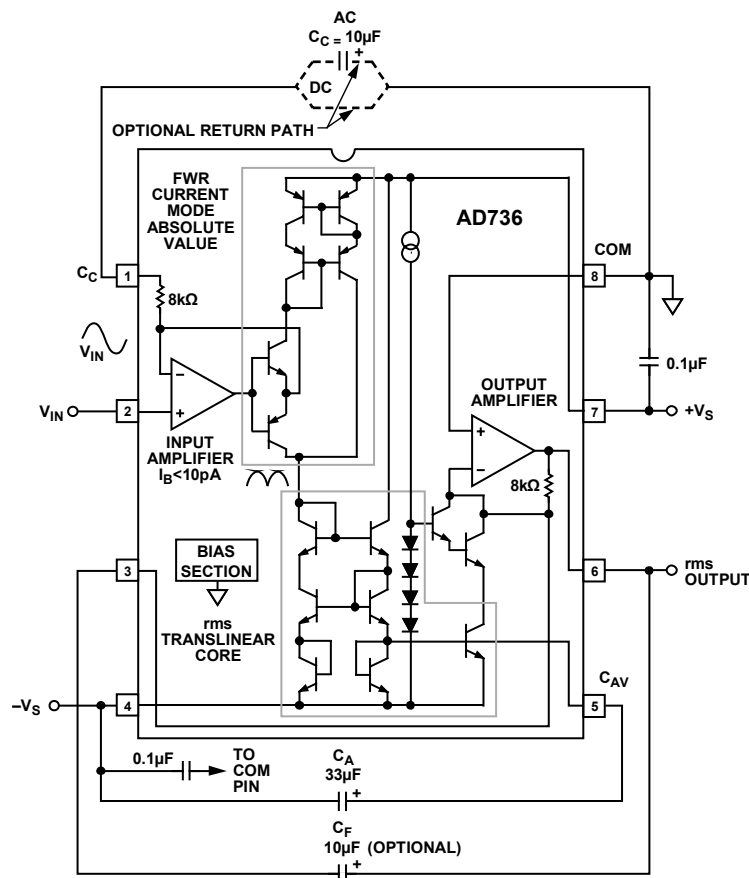 AC
C_C = 10µF
+
DC
OPTIONAL RETURN PATH
FWR
CURRENT
MODE
ABSOLUTE
VALUE
AD736
COM
C_C
1
8
8kΩ
V_IN
0.1µF
OUTPUT
AMPLIFIER
V_IN
2
−
+
+
−
7
+V_S
INPUT
AMPLIFIER
I_B<10pA
8kΩ
3
BIAS
SECTION
6
rms
OUTPUT
rms
TRANSLINEAR
CORE
C_AV
−V_S
4
5
0.1µF
TO
COM
PIN
C_A
33µF
+
C_F
10µF (OPTIONAL)
+